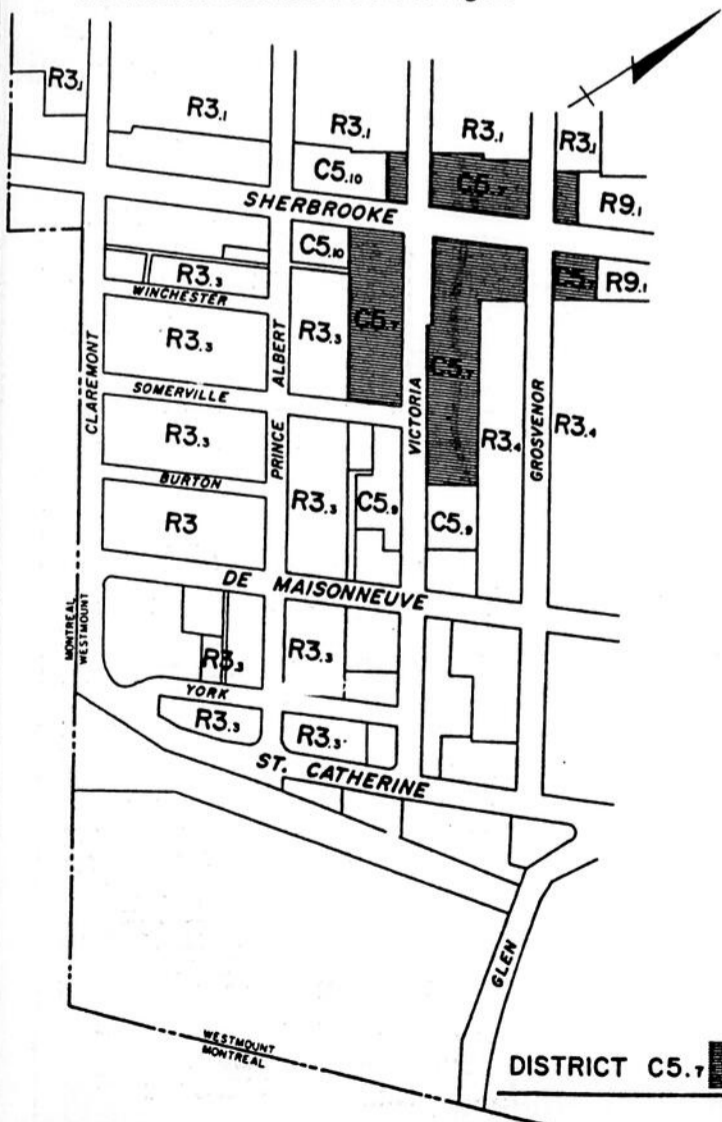 R3.1
R3.1
R3.1
R3.1
R3.1
C5.10
C5.7
R9.1
SHERBROOKE
C5.10
R3.3
C5.7
R9.1
WINCHESTER
R3.3
R3.3
C5.7
C5.7
CLAREMONT
PRINCE ALBERT
VICTORIA
GROSVENOR
SOMERVILLE
R3.3
R3.4
R3.4
BURTON
R3.3
C5.9
C5.9
R3
DE MAISONNEUVE
MONTREAL
WESTMOUNT
R3.3
R3.3
YORK
R3.3
R3.3
ST. CATHERINE
GLEN
WESTMOUNT
MONTREAL
DISTRICT C5.7